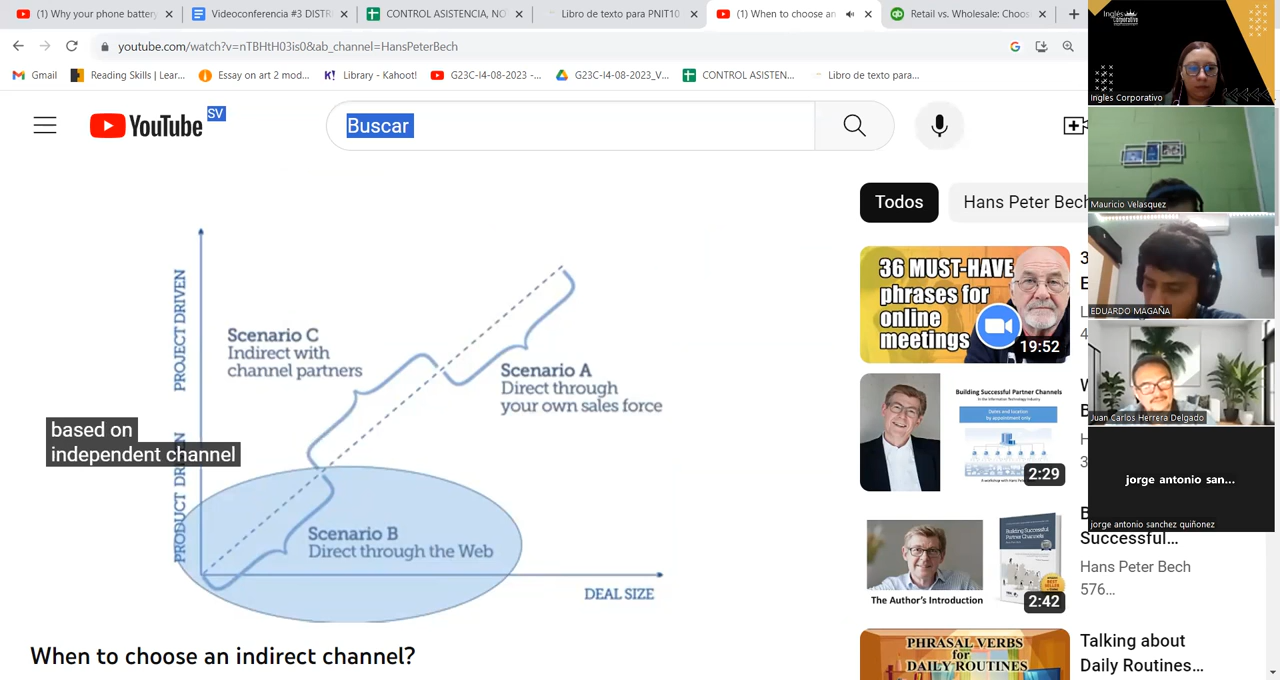 (1) Why your phone battery
Videoconferencia #3 DISTR
CONTROL ASISTENCIA, NO
Libro de texto para PNIT10
(1) When to choose an
Retail vs. Wholesale: Choos
youtube.com/watch?v=nTBHtH03is0&ab_channel=HansPeterBech
Gmail
Reading Skills | Lear...
Essay on art 2 mod...
Library - Kahoot!
G23C-I4-08-2023 -...
G23C-I4-08-2023_V...
CONTROL ASISTEN...
Libro de texto para...
YouTube SV
Buscar
Todos
Hans Peter Bech
PROJECT DRIVEN
Scenario C
Indirect with
channel partners
Scenario A
Direct through
your own sales force
based on
independent channel
PRODUCT DRIVEN
Scenario B
Direct through the Web
DEAL SIZE
When to choose an indirect channel?
36 MUST-HAVE
phrases for
online
meetings
19:52
3
E
L
4
Building Successful
Partner Channels
2:29
W
B
H
The Author's Introduction
2:42
B
Successful...
Hans Peter Bech
576...
PHRASAL VERBS
for
DAILY ROUTINES
Talking about
Daily Routines...
Inglés
Corporativo
Ingles Corporativo
Mauricio Velasquez
EDUARDO MAGAÑA
Juan Carlos Herrera Delgado
jorge antonio san...
jorge antonio sanchez quiñonez